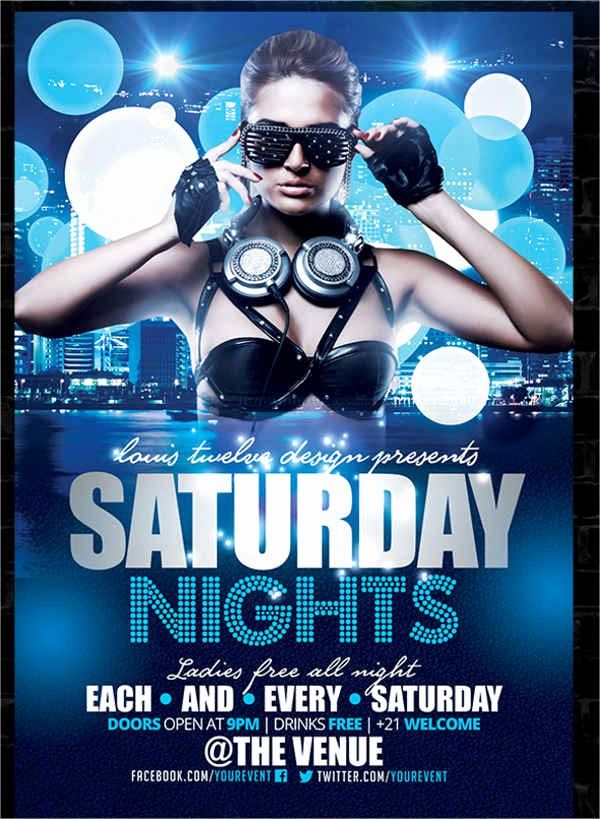 louis twelve design presents
SATURDAY
NIGHTS
Ladies free all night
EACH • AND • EVERY • SATURDAY
DOORS OPEN AT 9PM | DRINKS FREE | +21 WELCOME
@THE VENUE
FACEBOOK.COM/YOUREVENT TWITTER.COM/YOUREVENT